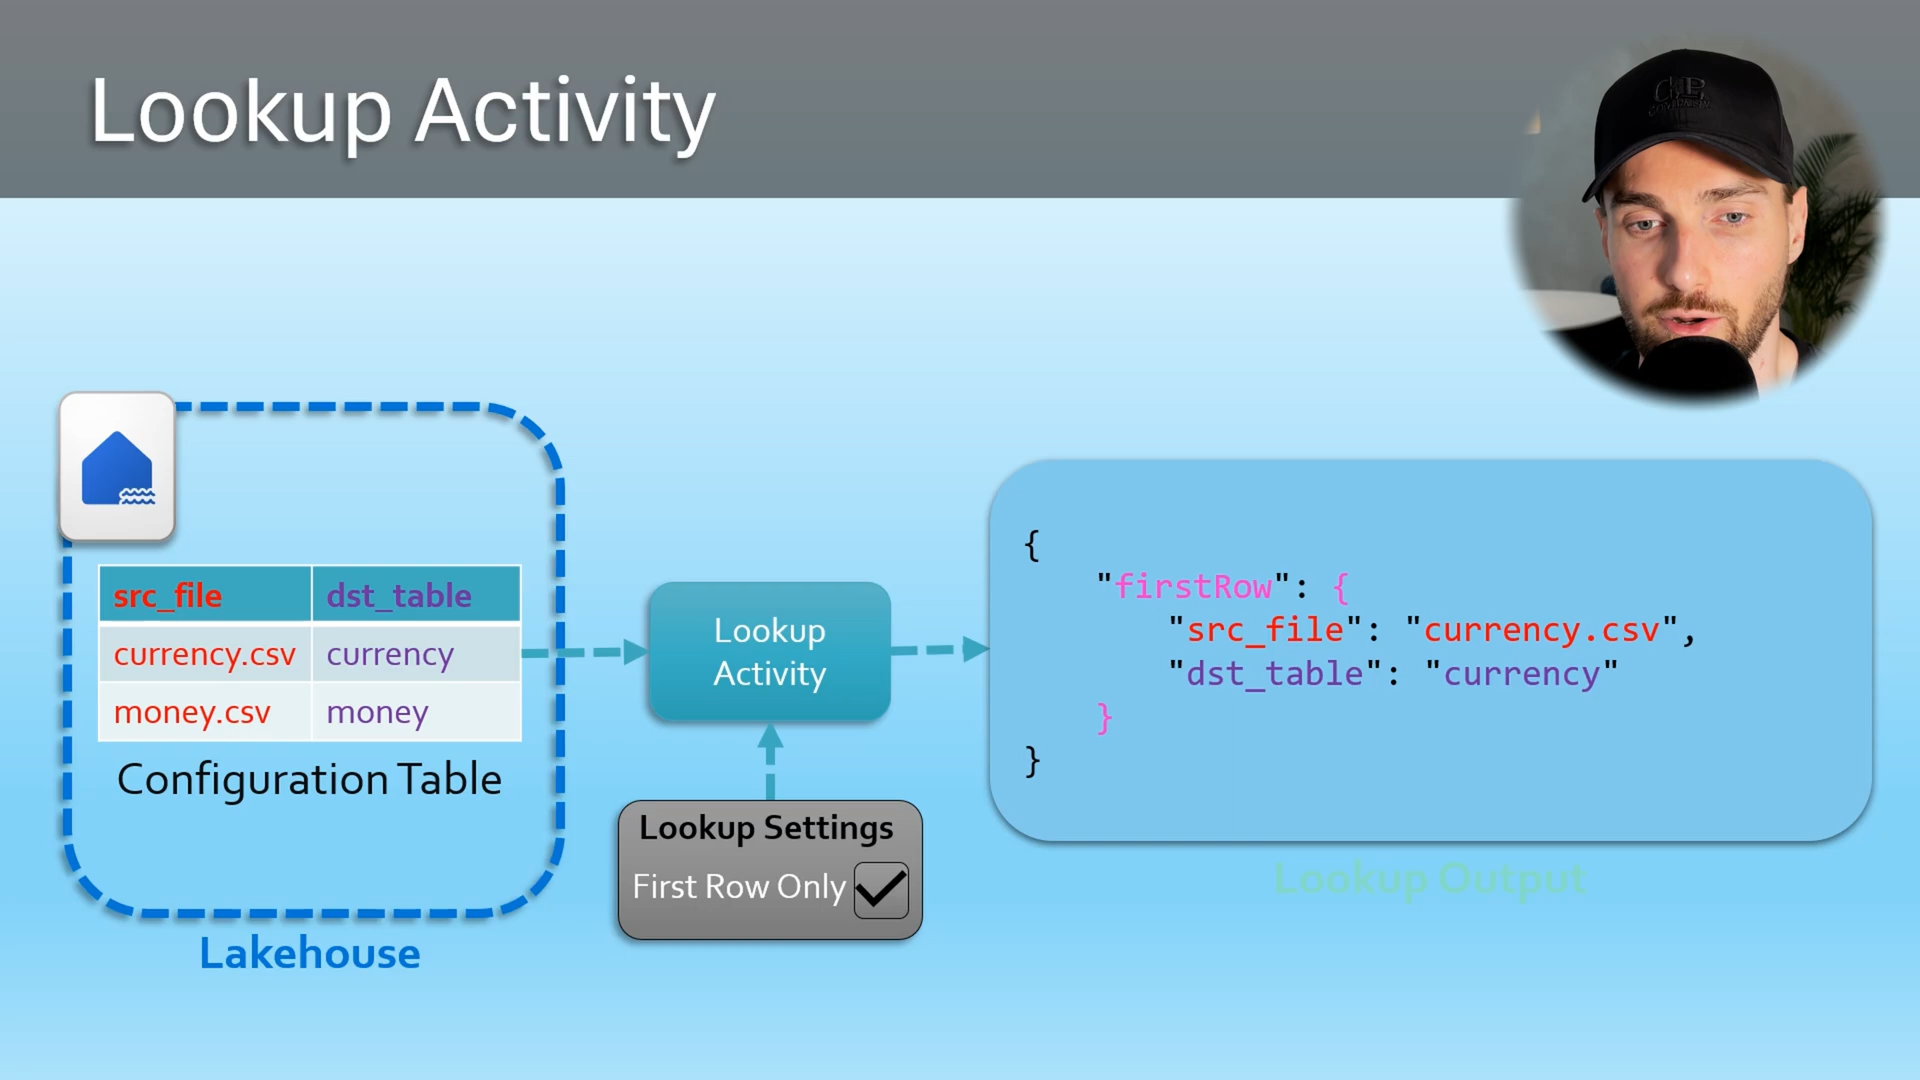 Lookup Activity
src_file dst_table
currency.csv currency
money.csv money
Configuration Table
Lakehouse
Lookup
Activity
Lookup Settings
First Row Only
{
"firstRow": {
"src_file": "currency.csv",
"dst_table": "currency"
}
}
Lookup Output